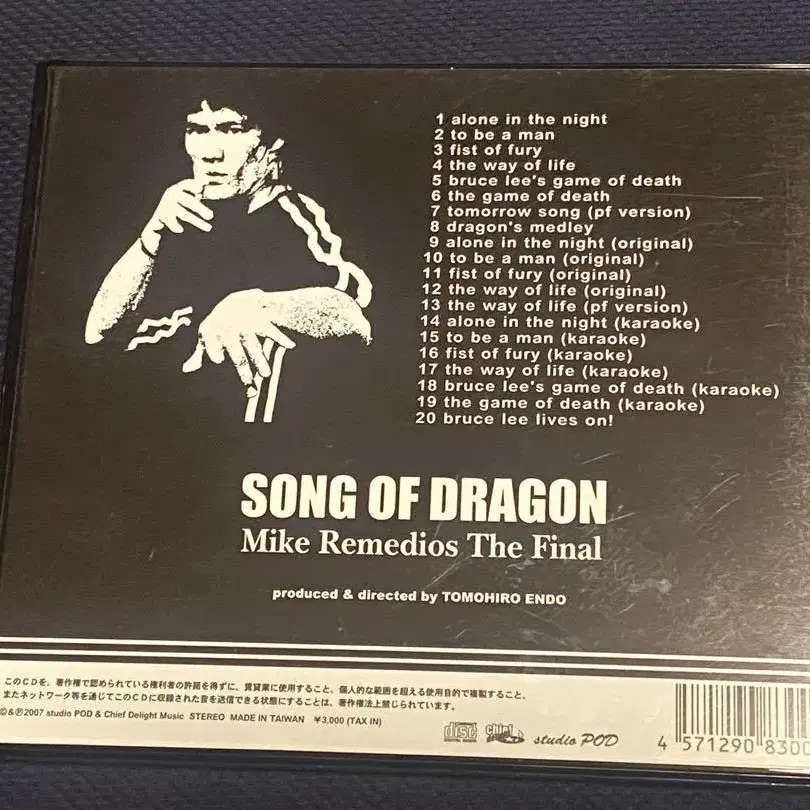 1 alone in the night
2 to be a man
3 fist of fury
4 the way of life
5 bruce lee's game of death
6 the game of death
7 tomorrow song (pf version)
8 dragon's medley
9 alone in the night (original)
10 to be a man (original)
11 fist of fury (original)
12 the way of life (original)
13 the way of life (pf version)
14 alone in the night (karaoke)
15 to be a man (karaoke)
16 fist of fury (karaoke)
17 the way of life (karaoke)
18 bruce lee's game of death (karaoke)
19 the game of death (karaoke)
20 bruce lee lives on!
SONG OF DRAGON
Mike Remedios The Final
produced & directed by TOMOHIRO ENDO
このCDを、著作権で認められている権利者の許諾を得ずに、賃貸業に使用すること、個人的な範囲を超える使用目的で複製すること、
またネットワーク等を通じてこのCDに収録された音を送信できる状態にすることは、著作権法上禁じられています。
©&℗2007 studio POD & Chief Delight Music STEREO MADE IN TAIWAN ¥3,000 (TAX IN)
disc
chief
studio POD
4 571290 8300